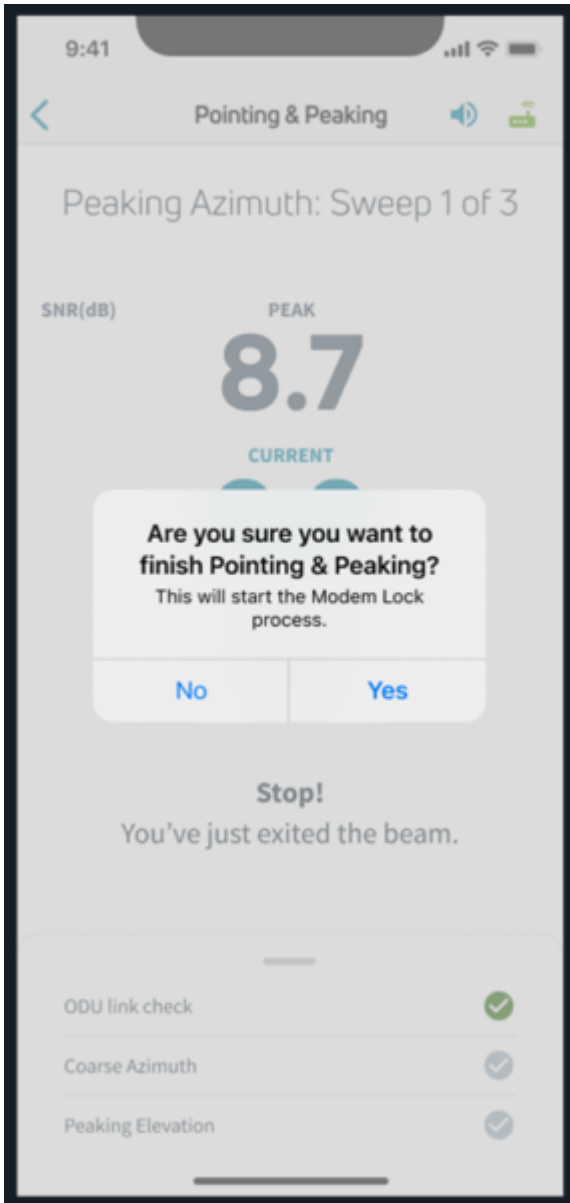 9:41
Pointing & Peaking
Peaking Azimuth: Sweep 1 of 3
SNR(dB)
PEAK
8.7
CURRENT
Are you sure you want to
finish Pointing & Peaking?
This will start the Modem Lock
process.
No
Yes
Stop!
You've just exited the beam.
ODU link check
Coarse Azimuth
Peaking Elevation